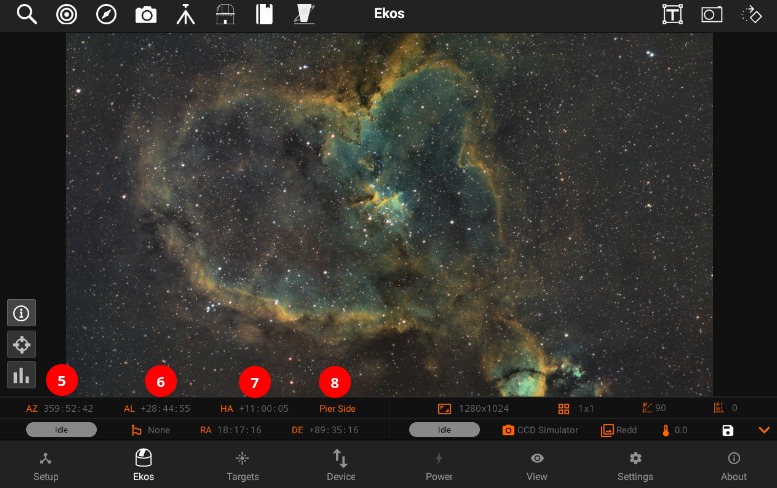 Ekos
5 6 7 8
AZ 359:52:42 AL +28:44:55 HA +11:00:05 Pier Side 1280x1024 1x1 90 0
Idle None RA 18:17:16 DE +89:35:16 Idle CCD Simulator Redd 0.0
Setup Ekos Targets Device Power View Settings About